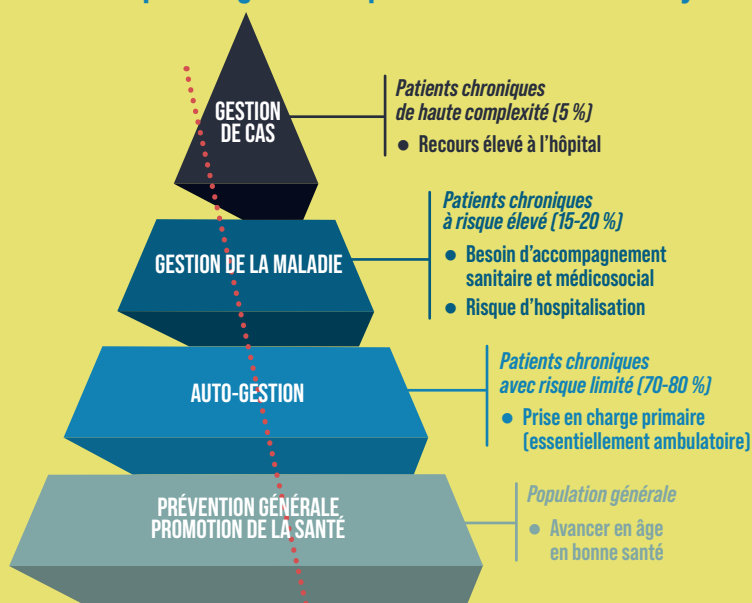 GESTION
DE CAS
Patients chroniques
de haute complexité (5 %)
● Recours élevé à l'hôpital
GESTION DE LA MALADIE
Patients chroniques
à risque élevé (15-20 %)
● Besoin d'accompagnement
sanitaire et médicosocial
● Risque d'hospitalisation
AUTO-GESTION
Patients chroniques
avec risque limité (70-80 %)
● Prise en charge primaire
(essentiellement ambulatoire)
PRÉVENTION GÉNÉRALE
PROMOTION DE LA SANTÉ
Population générale
● Avancer en âge
en bonne santé